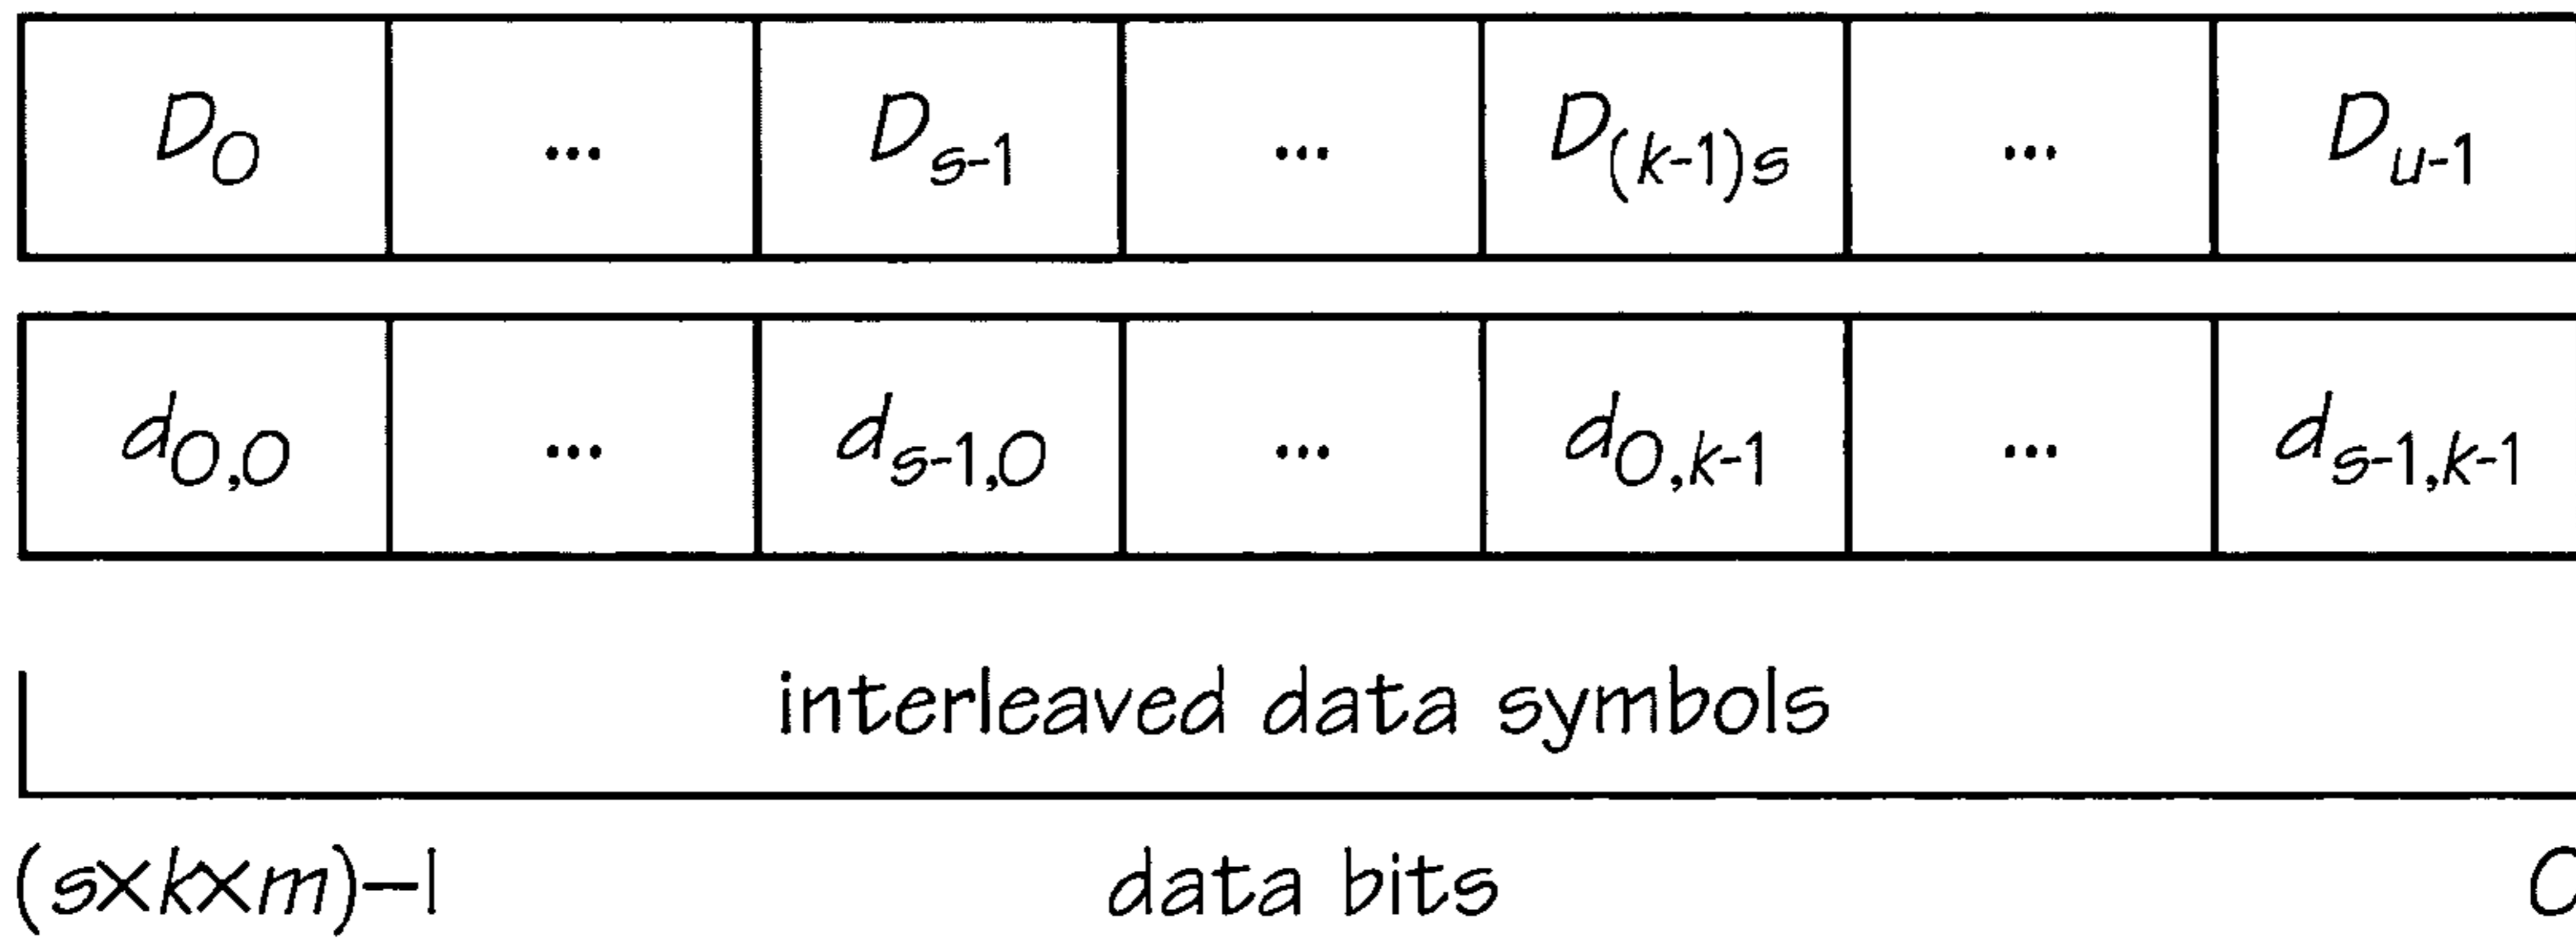 D₀ ... Dₛ₋₁ ... D₍ₖ₋₁₎ₛ ... Dᵤ₋₁
d₀,₀ ... dₛ₋₁,₀ ... d₀,ₖ₋₁ ... dₛ₋₁,ₖ₋₁
interleaved data symbols
(s×k×m)–1 data bits 0